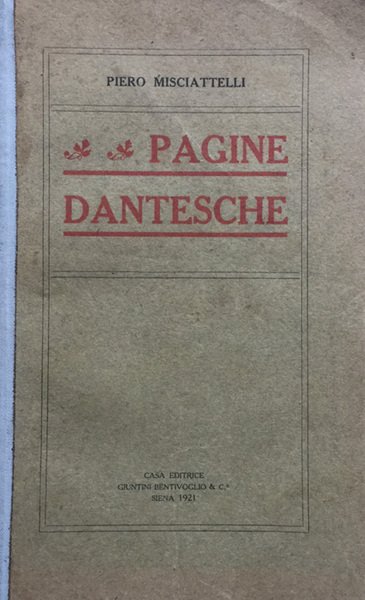 PIERO MISCIATTELLI
PAGINE
DANTESCHE
CASA EDITRICE
GIUNTINI BENTIVOGLIO & C.º
SIENA 1921